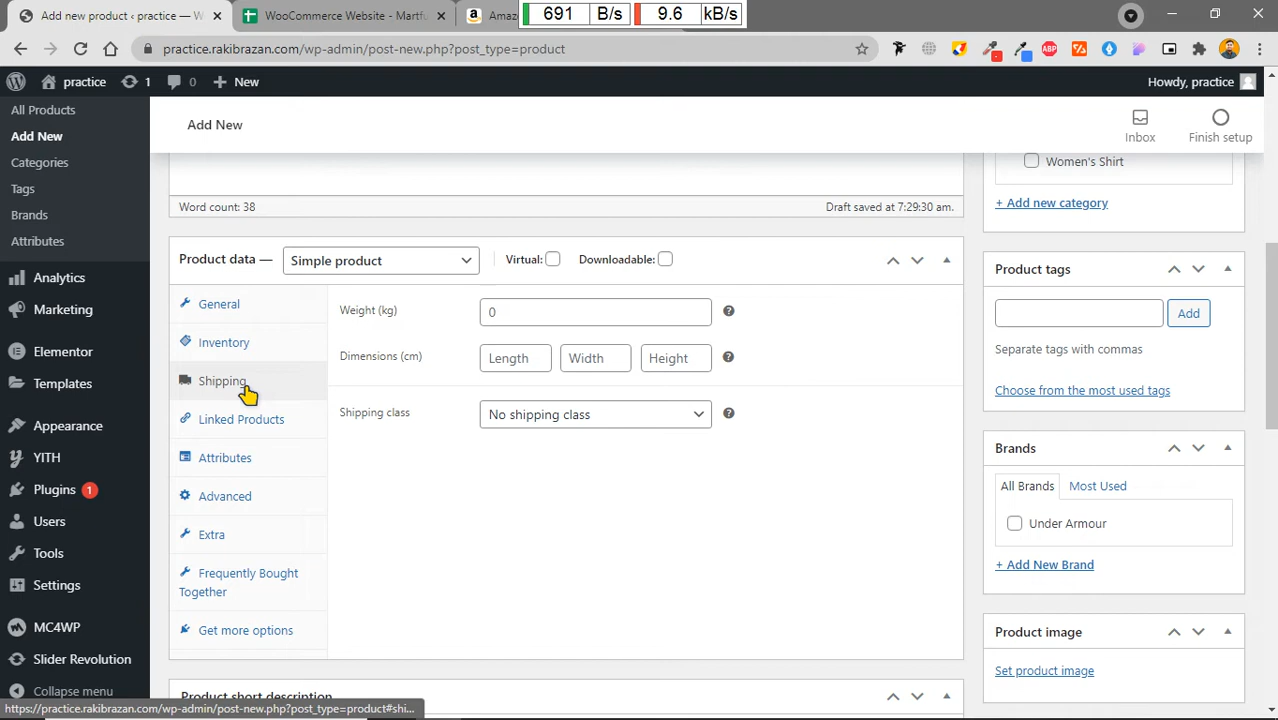 Add new product ‹ practice — W
WooCommerce Website - Martfu
Amaz
691 B/s 9.6 kB/s
practice.rakibrazan.com/wp-admin/post-new.php?post_type=product
practice 1 0 New
Howdy, practice
All Products
Add New
Categories
Tags
Brands
Attributes
Analytics
Marketing
Elementor
Templates
Appearance
YITH
Plugins 1
Users
Tools
Settings
MC4WP
Slider Revolution
Collapse menu
Add New
Inbox
Finish setup
Word count: 38
Draft saved at 7:29:30 am.
Product data — Simple product Virtual: Downloadable:
General
Inventory
Shipping
Linked Products
Attributes
Advanced
Extra
Frequently Bought
Together
Get more options
Weight (kg) 0
Dimensions (cm) Length Width Height
Shipping class No shipping class
Product short description
Women's Shirt
+ Add new category
Product tags
Add
Separate tags with commas
Choose from the most used tags
Brands
All Brands Most Used
Under Armour
+ Add New Brand
Product image
Set product image
https://practice.rakibrazan.com/wp-admin/post-new.php?post_type=product#shi...